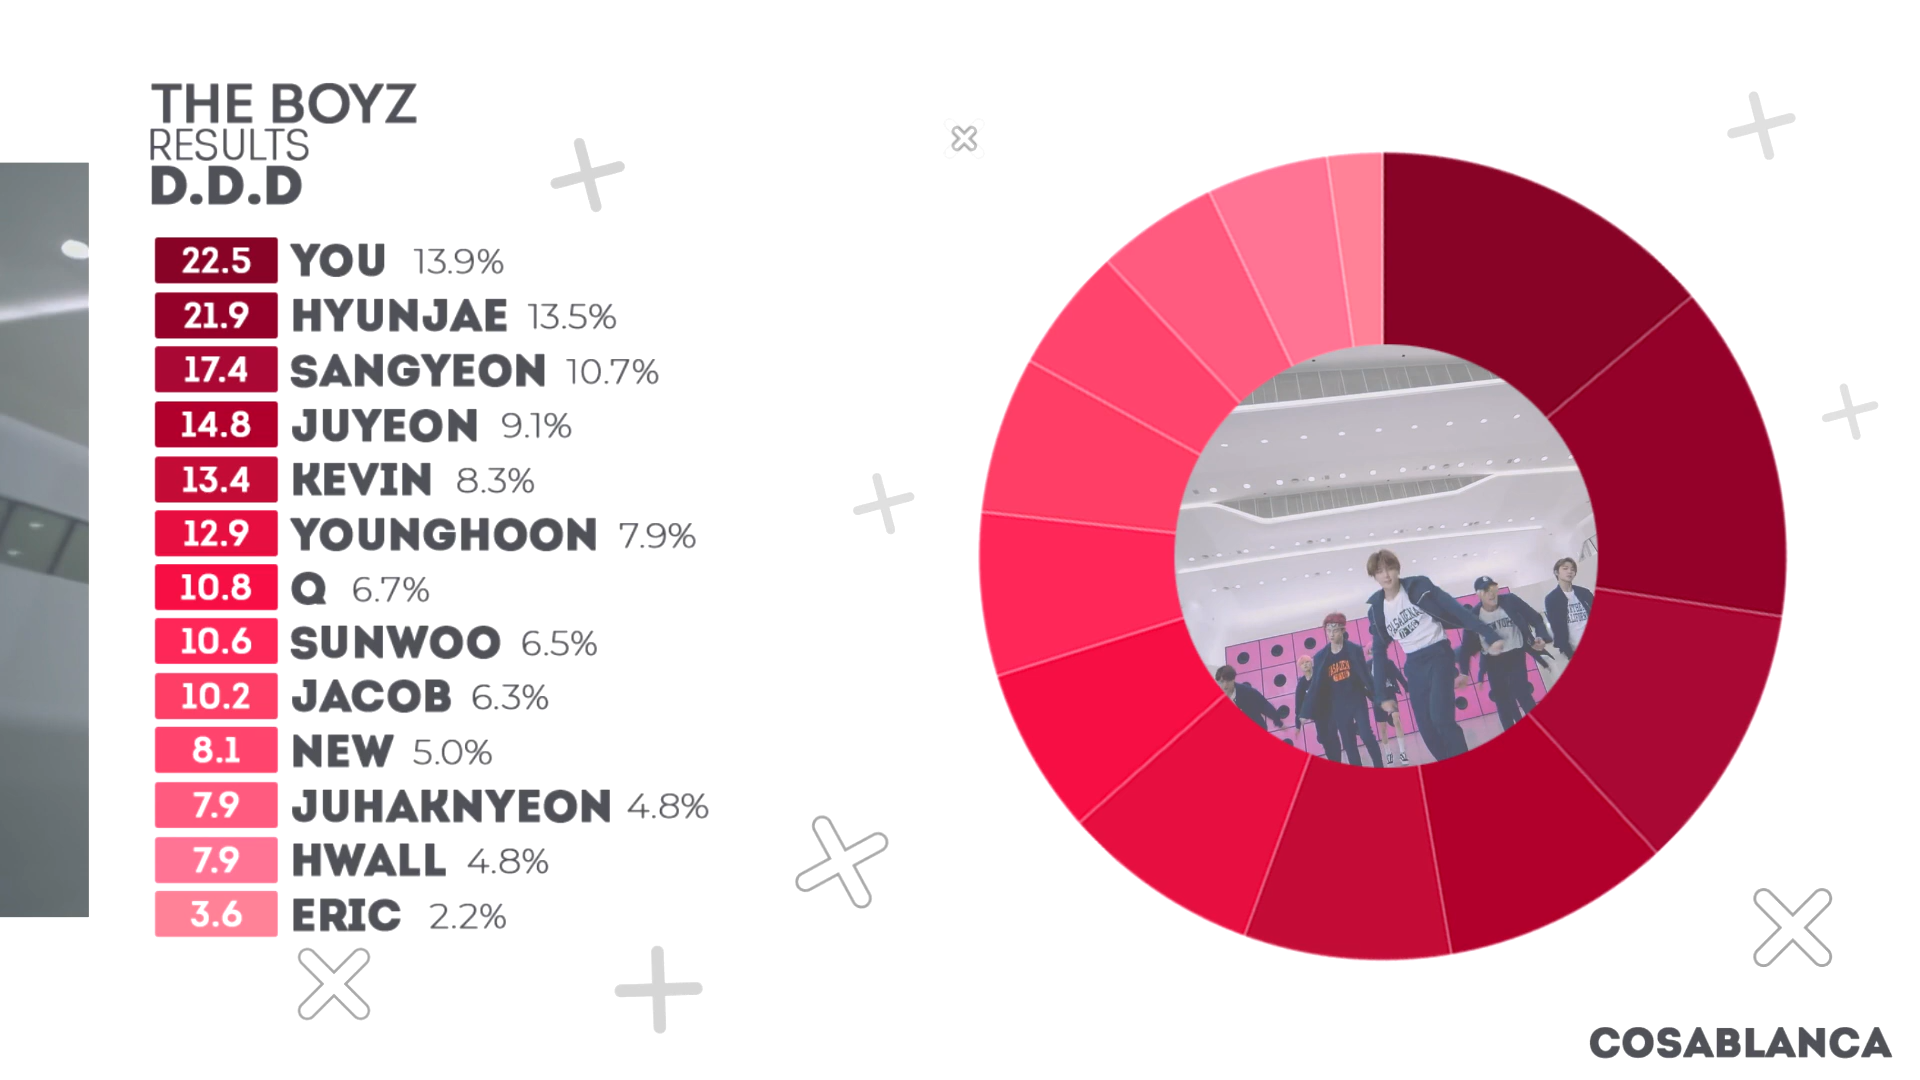 THE BOYZ
RESULTS
D.D.D
22.5 YOU 13.9%
21.9 HYUNJAE 13.5%
17.4 SANGYEON 10.7%
14.8 JUYEON 9.1%
13.4 KEVIN 8.3%
12.9 YOUNGHOON 7.9%
10.8 Q 6.7%
10.6 SUNWOO 6.5%
10.2 JACOB 6.3%
8.1 NEW 5.0%
7.9 JUHAKNYEON 4.8%
7.9 HWALL 4.8%
3.6 ERIC 2.2%
COSABLANCA